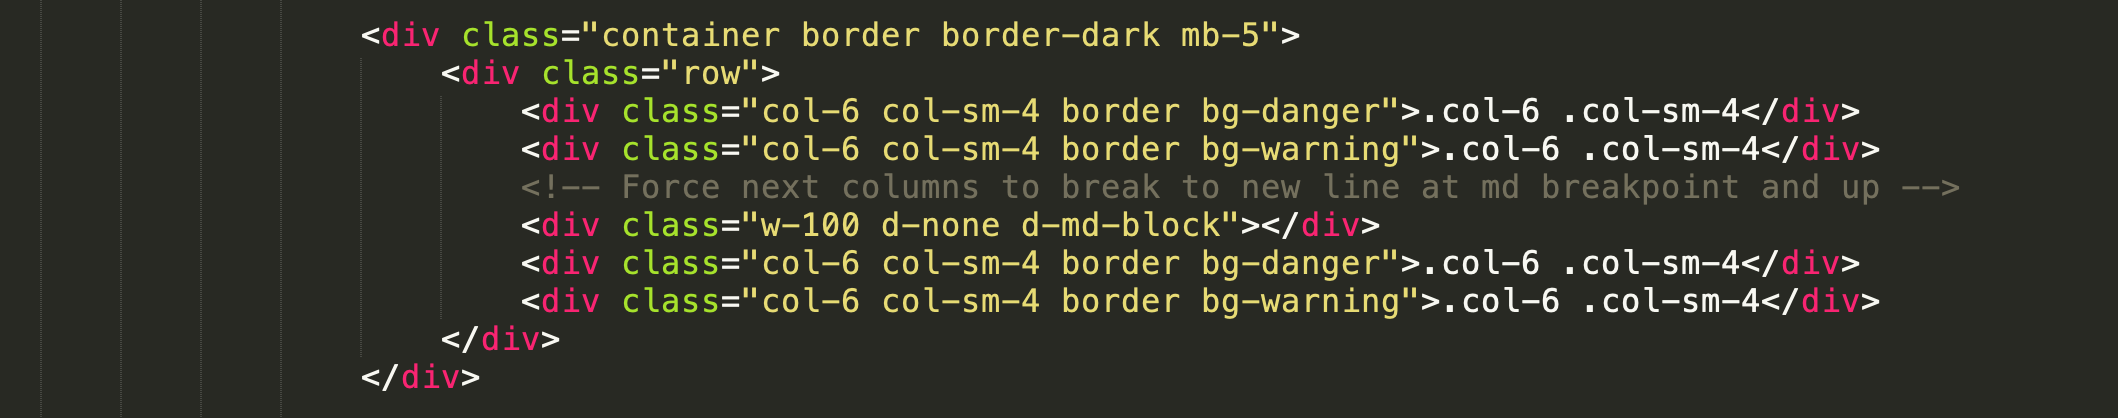 <div class="container border border-dark mb-5">
<div class="row">
<div class="col-6 col-sm-4 border bg-danger">.col-6 .col-sm-4</div>
<div class="col-6 col-sm-4 border bg-warning">.col-6 .col-sm-4</div>
<!-- Force next columns to break to new line at md breakpoint and up -->
<div class="w-100 d-none d-md-block"></div>
<div class="col-6 col-sm-4 border bg-danger">.col-6 .col-sm-4</div>
<div class="col-6 col-sm-4 border bg-warning">.col-6 .col-sm-4</div>
</div>
</div>